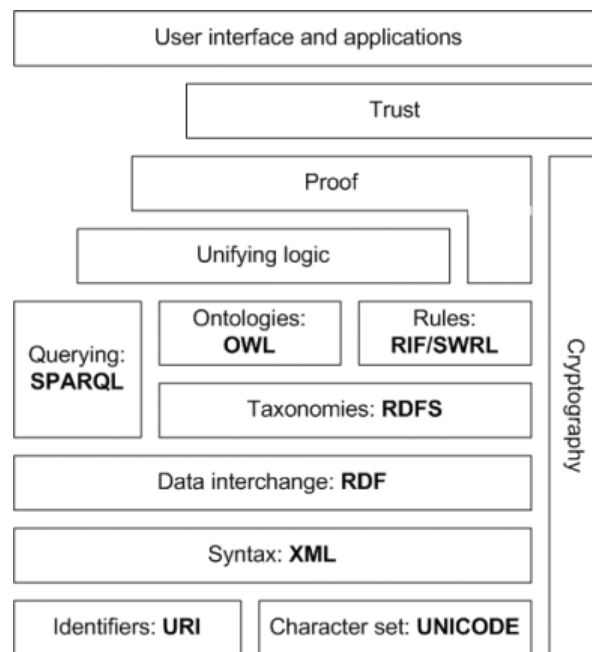 User interface and applications
Trust
Proof
Unifying logic
Querying:
SPARQL
Ontologies:
OWL
Rules:
RIF/SWRL
Taxonomies: RDFS
Cryptography
Data interchange: RDF
Syntax: XML
Identifiers: URI
Character set: UNICODE